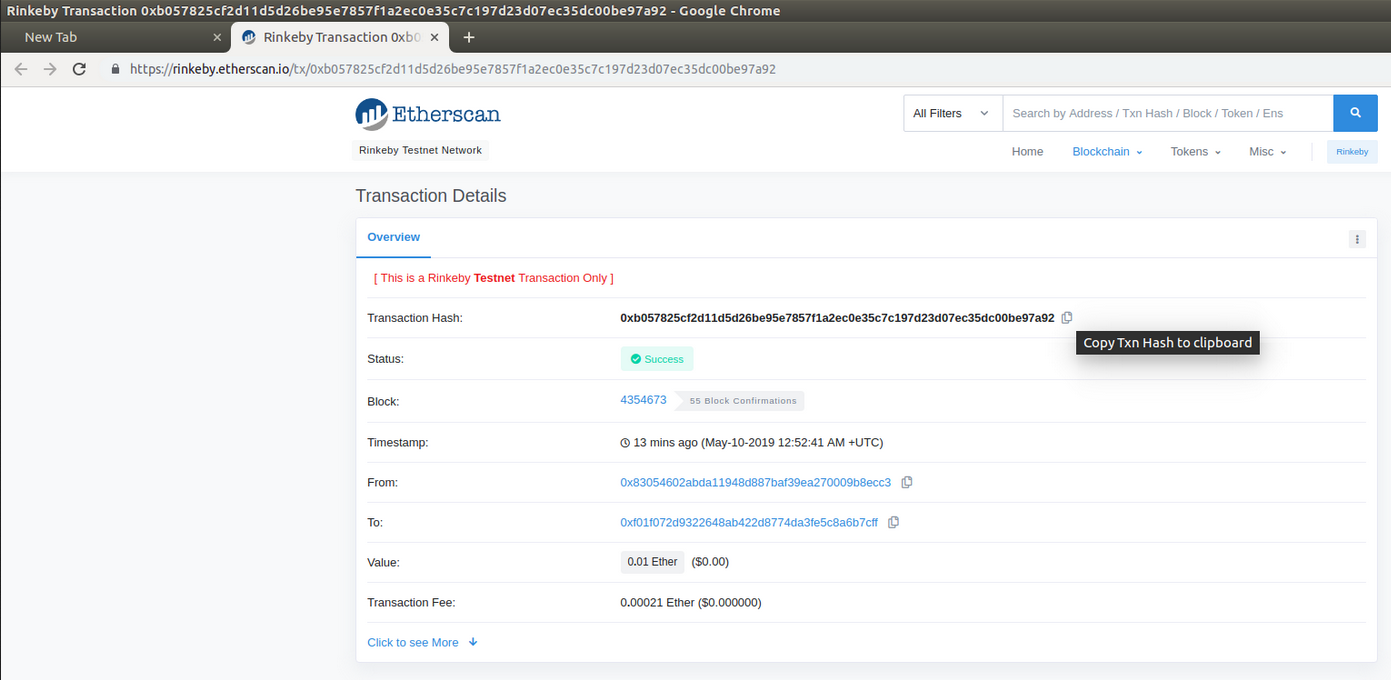 Rinkeby Transaction 0xb057825cf2d11d5d26be95e7857f1a2ec0e35c7c197d23d07ec35dc00be97a92 - Google Chrome
New Tab
Rinkeby Transaction 0xb0
https://rinkeby.etherscan.io/tx/0xb057825cf2d11d5d26be95e7857f1a2ec0e35c7c197d23d07ec35dc00be97a92
Etherscan
All Filters
Search by Address / Txn Hash / Block / Token / Ens
Rinkeby Testnet Network
Home Blockchain Tokens Misc Rinkeby
Transaction Details
Overview
[ This is a Rinkeby Testnet Transaction Only ]
Transaction Hash: 0xb057825cf2d11d5d26be95e7857f1a2ec0e35c7c197d23d07ec35dc00be97a92
Copy Txn Hash to clipboard
Status: Success
Block: 4354673 55 Block Confirmations
Timestamp: 13 mins ago (May-10-2019 12:52:41 AM +UTC)
From: 0x83054602abda11948d887baf39ea270009b8ecc3
To: 0xf01f072d9322648ab422d8774da3fe5c8a6b7cff
Value: 0.01 Ether ($0.00)
Transaction Fee: 0.00021 Ether ($0.000000)
Click to see More